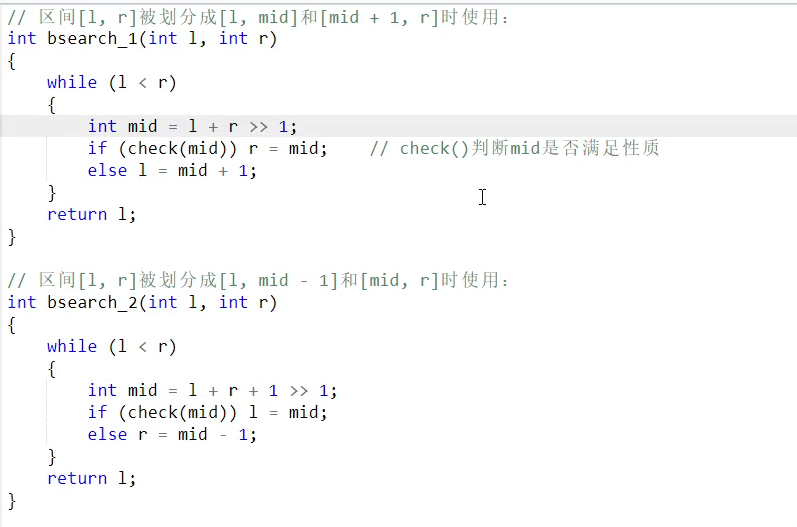 // 区间[l, r]被划分成[l, mid]和[mid + 1, r]时使用：
int bsearch_1(int l, int r)
{
    while (l < r)
    {
        int mid = l + r >> 1;
        if (check(mid)) r = mid;    // check()判断mid是否满足性质
        else l = mid + 1;
    }
    return l;
}

// 区间[l, r]被划分成[l, mid - 1]和[mid, r]时使用：
int bsearch_2(int l, int r)
{
    while (l < r)
    {
        int mid = l + r + 1 >> 1;
        if (check(mid)) l = mid;
        else r = mid - 1;
    }
    return l;
}